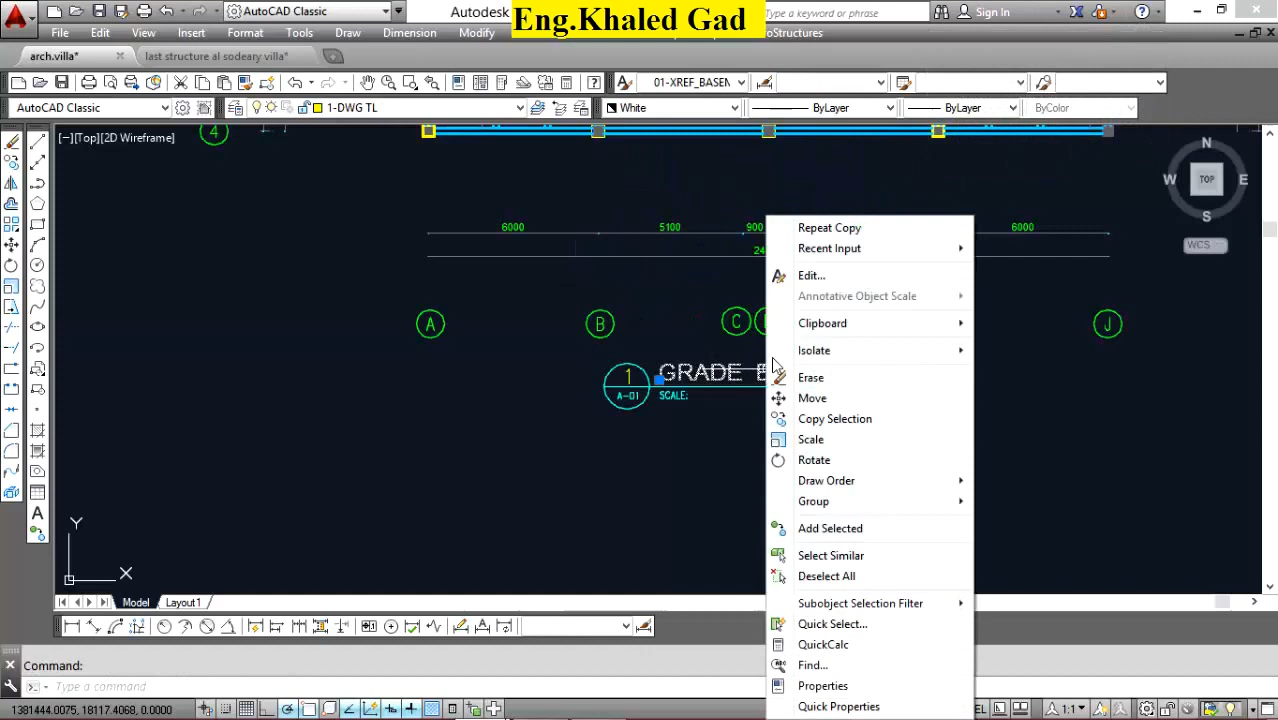 AutoCAD Classic
Autodesk
Eng.Khaled Gad
Type a keyword or phrase
Sign In
File Edit View Insert Format Tools Draw Dimension Modify
oStructures
arch.villa*
last structure al sodeary villa*
01-XREF_BASEN
AutoCAD Classic
1-DWG TL
White
ByLayer
ByLayer
ByColor
[−][Top][2D Wireframe]
4
N
W TOP E
S
WCS
6000
5100
900
6000
24
A
B
C
J
1
A-01
GRADE B
SCALE:
Repeat Copy
Recent Input
Edit...
Annotative Object Scale
Clipboard
Isolate
Erase
Move
Copy Selection
Scale
Rotate
Draw Order
Group
Add Selected
Select Similar
Deselect All
Subobject Selection Filter
Quick Select...
QuickCalc
Find...
Properties
Quick Properties
Y
X
Model
Layout1
Command:
Type a command
1381444.0275, 18117.4068, 0.0000
EL
1:1